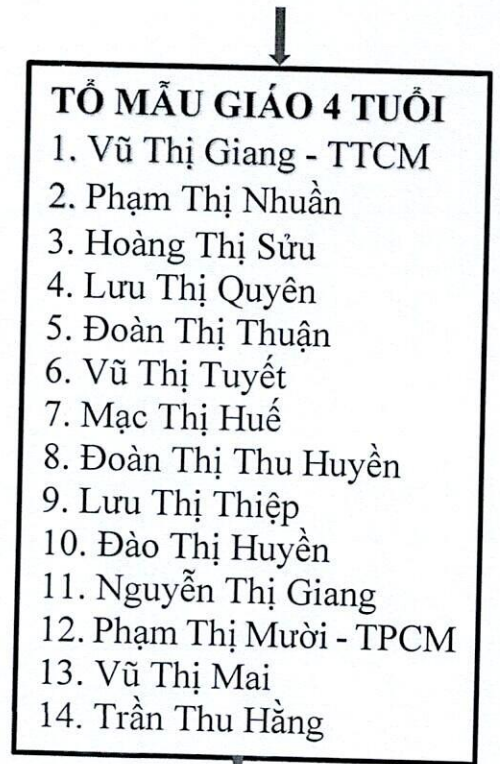 TỔ MẪU GIÁO 4 TUỔI
1. Vũ Thị Giang - TTCM
2. Phạm Thị Nhuần
3. Hoàng Thị Sửu
4. Lưu Thị Quyên
5. Đoàn Thị Thuận
6. Vũ Thị Tuyết
7. Mạc Thị Huế
8. Đoàn Thị Thu Huyền
9. Lưu Thị Thiệp
10. Đào Thị Huyền
11. Nguyễn Thị Giang
12. Phạm Thị Mười - TPCM
13. Vũ Thị Mai
14. Trần Thu Hằng